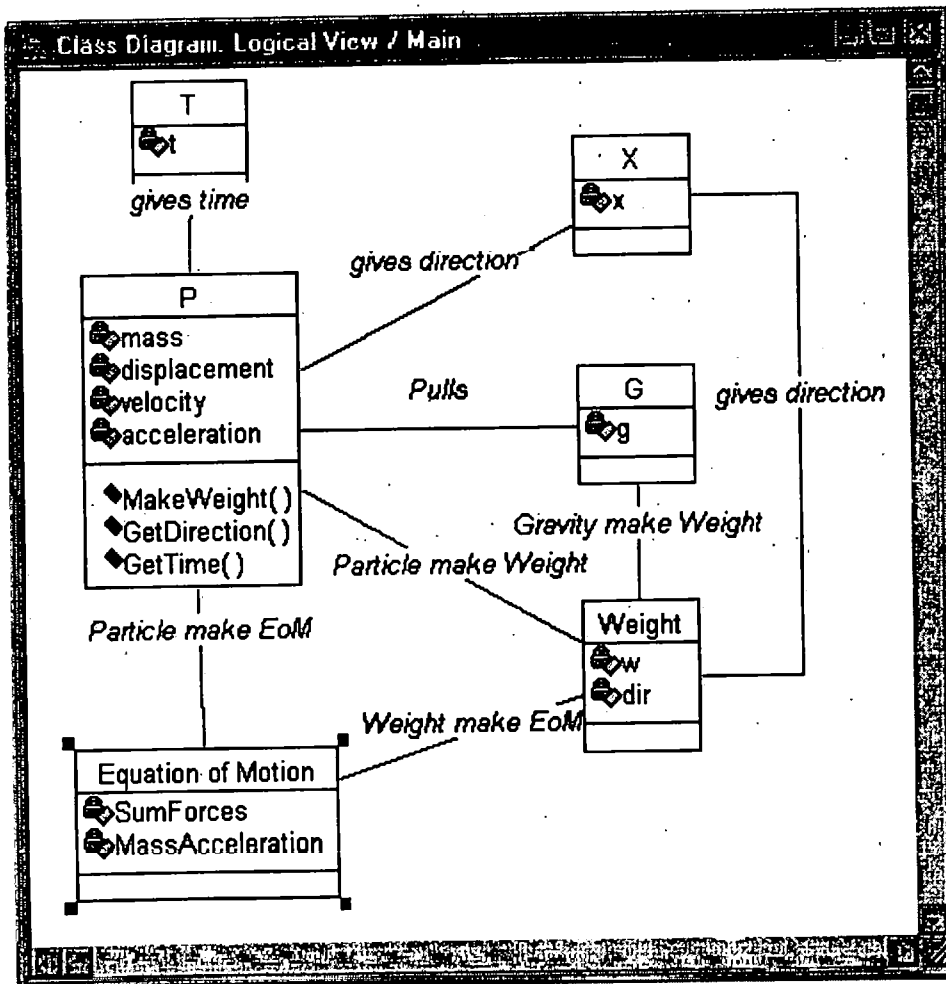 Class Diagram: Logical View / Main
T
t
gives time
X
x
gives direction
P
mass
displacement
velocity
acceleration
MakeWeight()
GetDirection()
GetTime()
Pulls
G
g
gives direction
Gravity make Weight
Particle make Weight
Weight
w
dir
Particle make EoM
Weight make EoM
Equation of Motion
SumForces
MassAcceleration